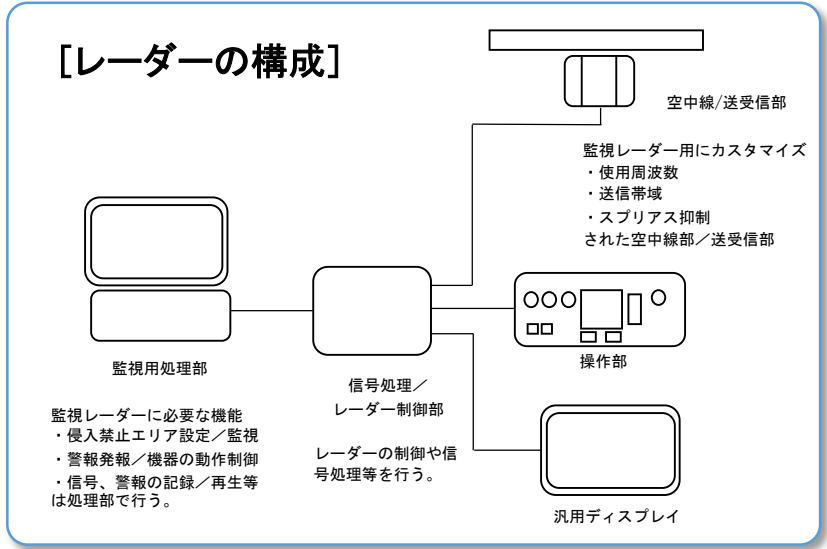 [レーダーの構成]
空中線/送受信部
監視レーダー用にカスタマイズ
・使用周波数
・送信帯域
・スプリアス抑制
された空中線部／送受信部
監視用処理部
監視レーダーに必要な機能
・侵入禁止エリア設定／監視
・警報発報／機器の動作制御
・信号、警報の記録／再生等
は処理部で行う。
信号処理／
レーダー制御部
レーダーの制御や信
号処理等を行う。
操作部
汎用ディスプレイ